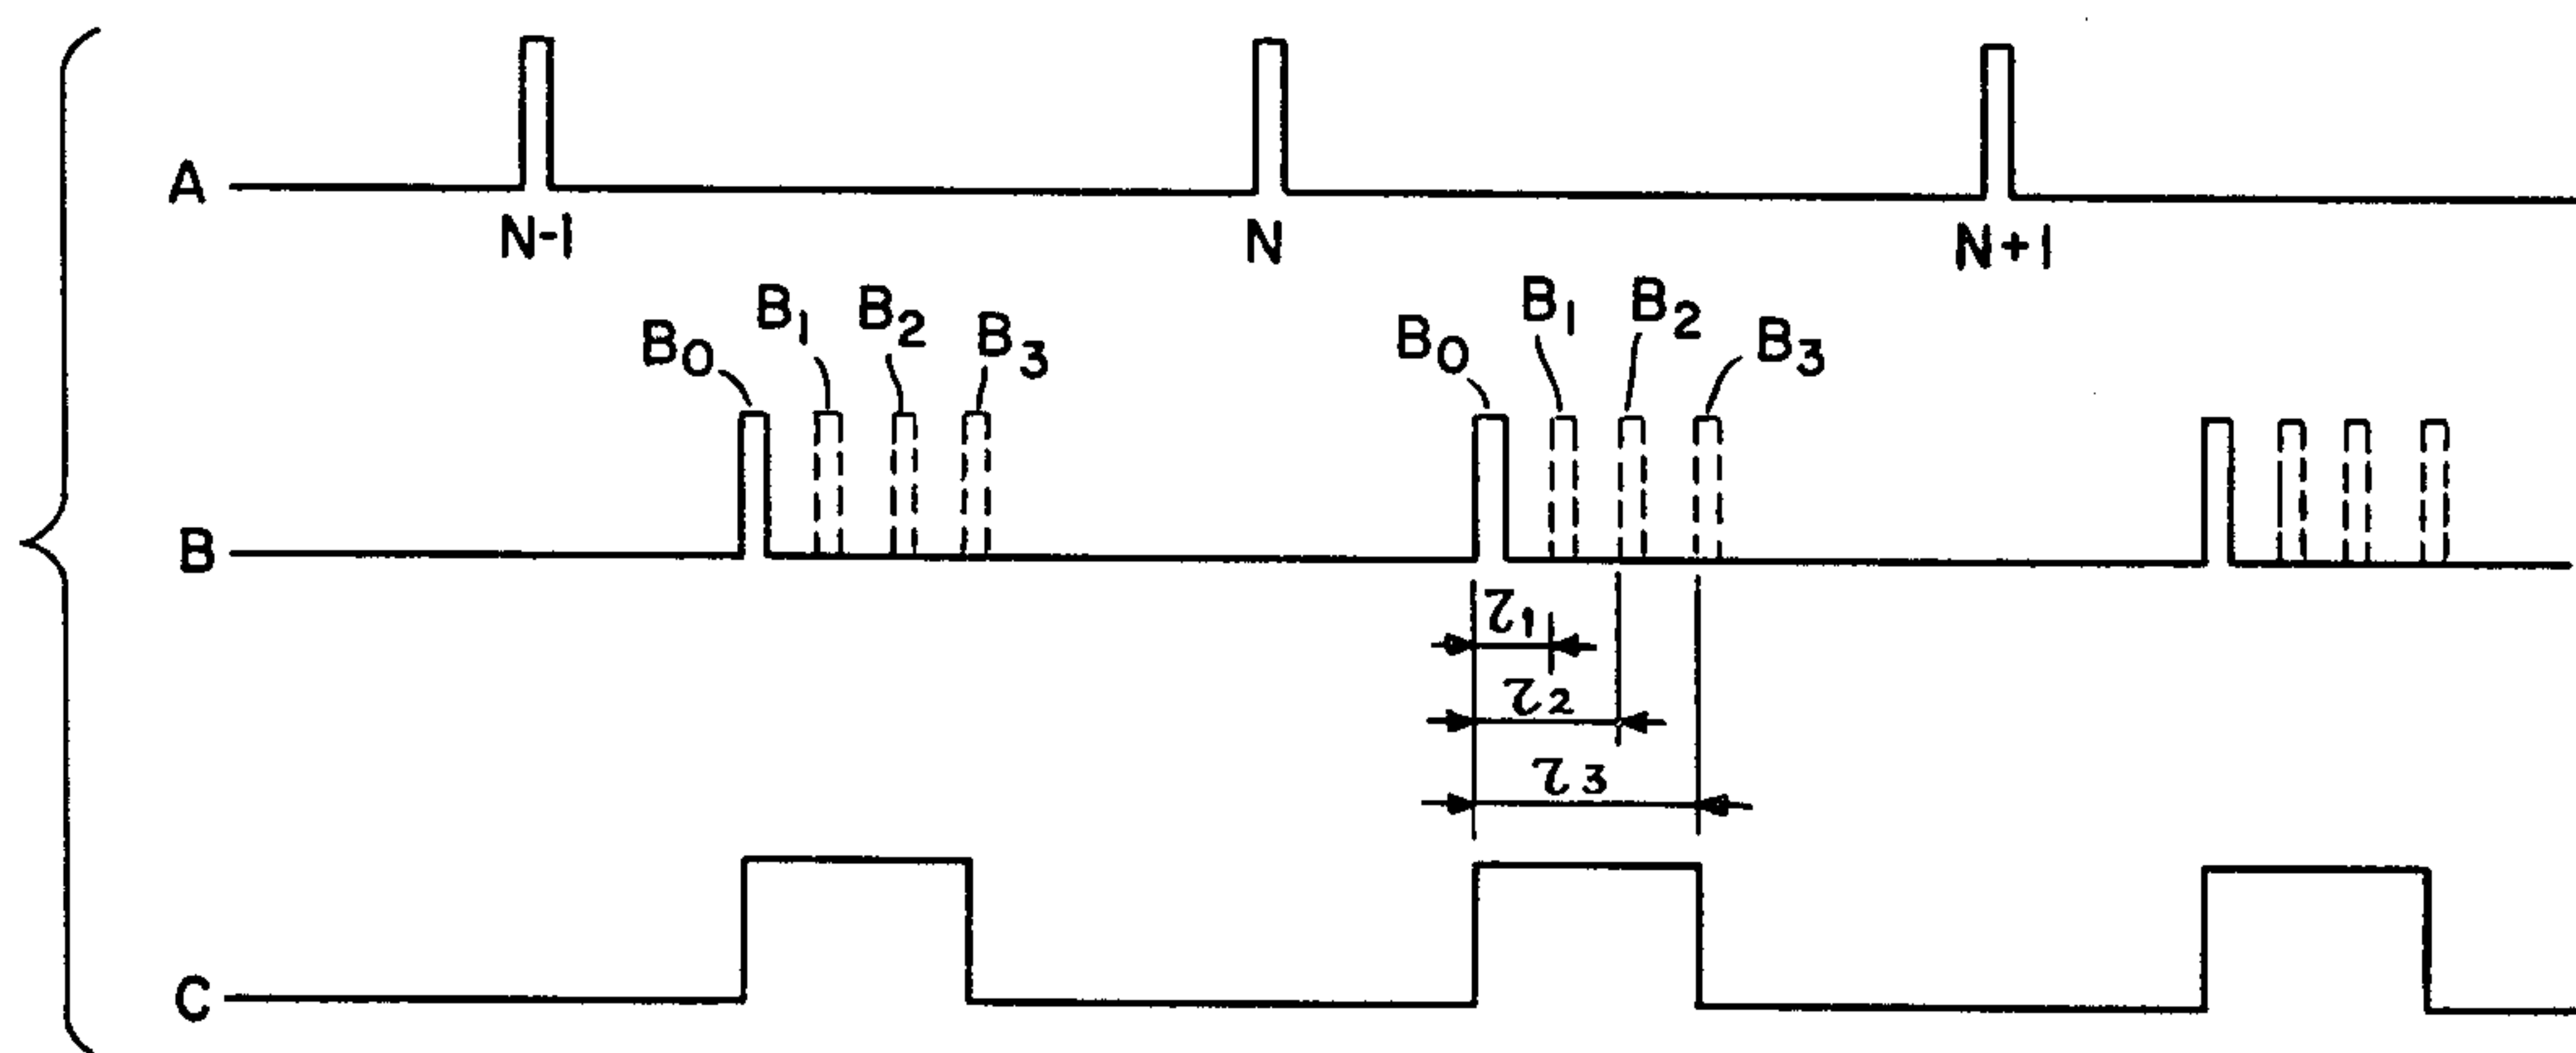 A
N-1 N N+1
B₀ B₁ B₂ B₃ B₀ B₁ B₂ B₃
B
τ₁
τ₂
τ₃
C